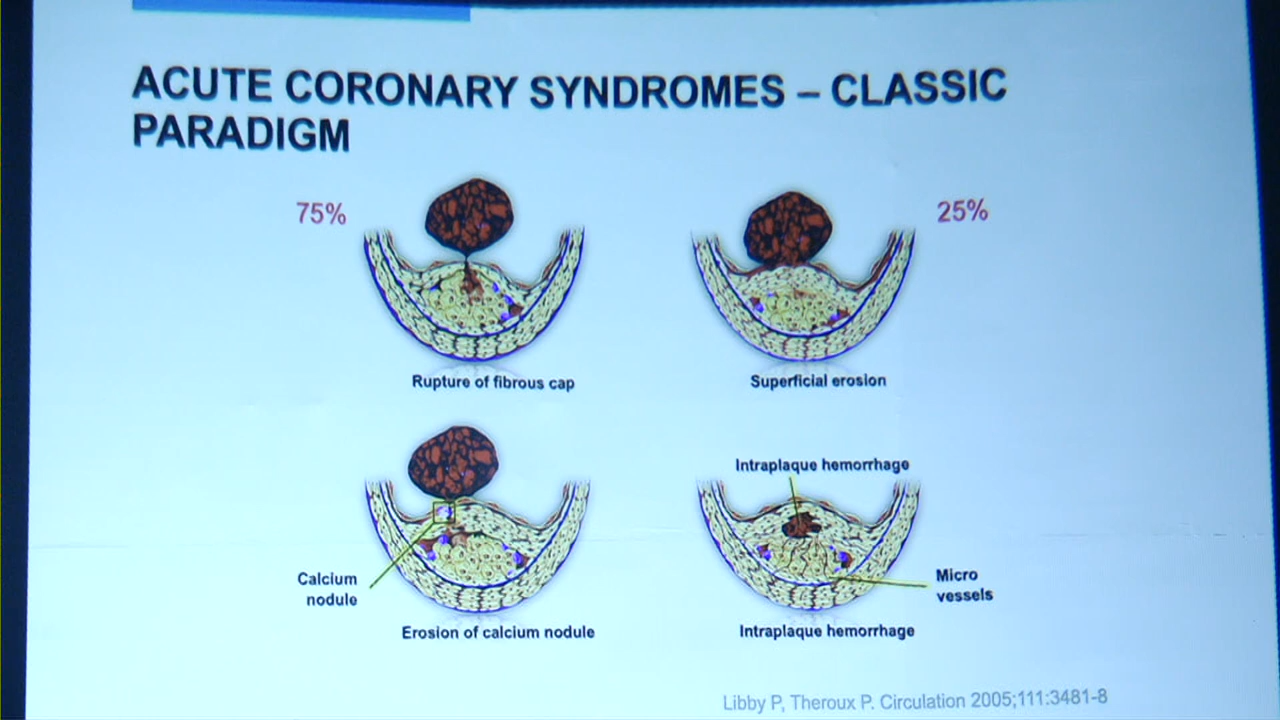 ACUTE CORONARY SYNDROMES – CLASSIC
PARADIGM
75%
25%
Rupture of fibrous cap
Superficial erosion
Intraplaque hemorrhage
Calcium
nodule
Micro
vessels
Erosion of calcium nodule
Intraplaque hemorrhage
Libby P, Theroux P. Circulation 2005;111:3481-8